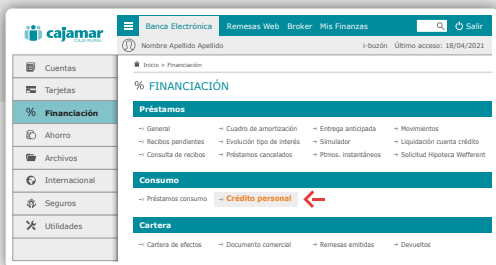 cajamar
CAJA RURAL
Banca Electrónica Remesas Web Broker Mis Finanzas Salir
Nombre Apellido Apellido i-buzón Último acceso: 18/04/2021
Inicio > Financiación
% FINANCIACIÓN
Cuentas
Tarjetas
% Financiación
Ahorro
Archivos
Internacional
Seguros
Utilidades
Préstamos
→ General → Cuadro de amortización → Entrega anticipada → Movimientos
→ Recibos pendientes → Evolución tipo de interés → Simulador → Liquidación cuenta crédito
→ Consulta de recibos → Préstamos cancelados → Ptmos. instantáneos → Solicitud Hipoteca Wefferent
Consumo
→ Préstamos consumo → Crédito personal
Cartera
→ Cartera de efectos → Documento comercial → Remesas emitidas → Devueltos